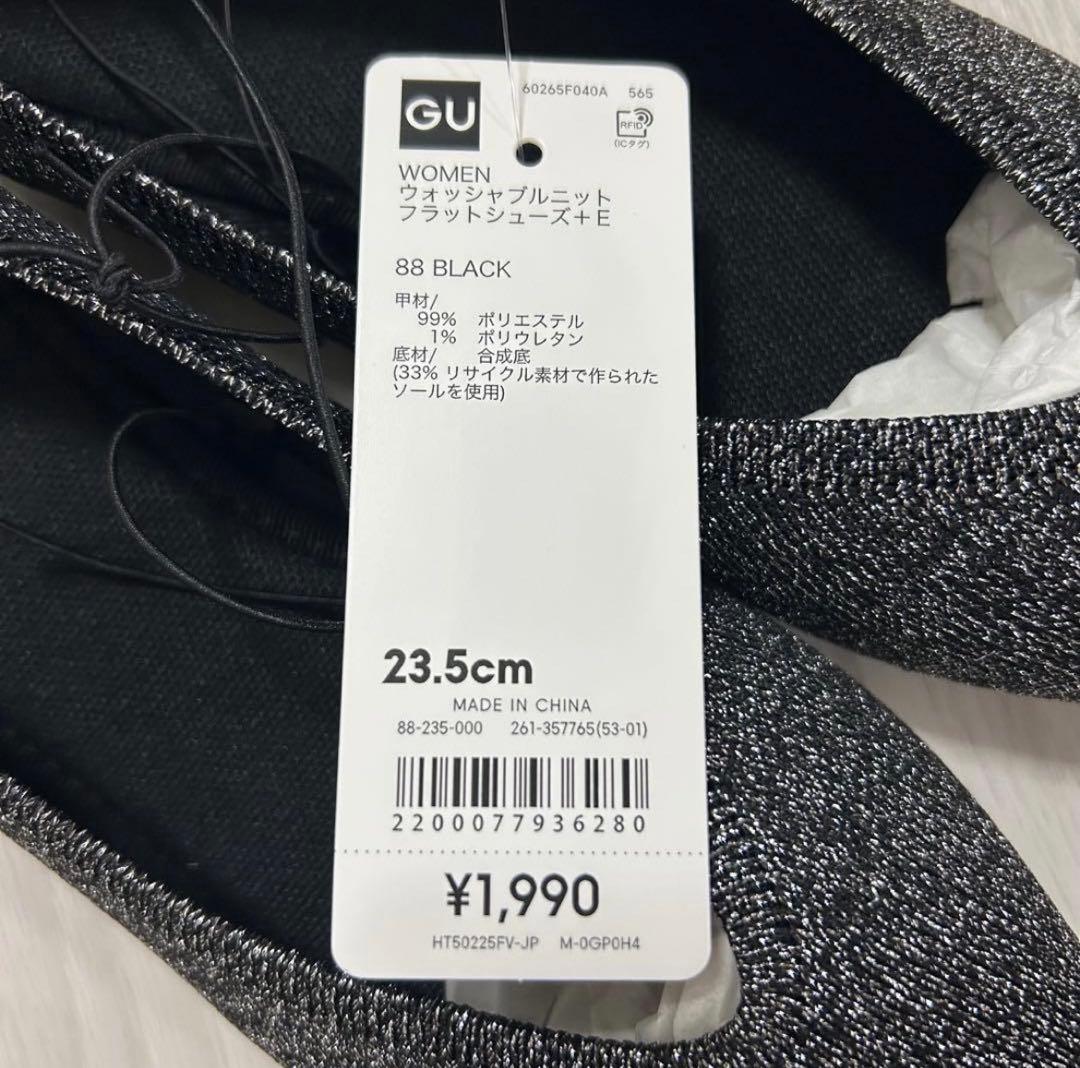 GU
60265F040A 565
RFID
(ICタグ)
WOMEN
ウォッシャブルニット
フラットシューズ＋E
88 BLACK
甲材/
99% ポリエステル
1% ポリウレタン
底材/ 合成底
(33% リサイクル素材で作られた
ソールを使用)
23.5cm
MADE IN CHINA
88-235-000 261-357765(53-01)
2200077936280
¥1,990
HT50225FV-JP M-0GP0H4